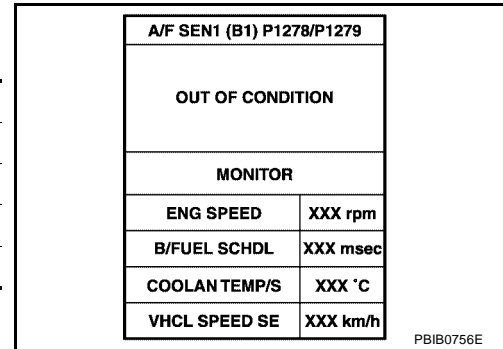 A/F SEN1 (B1) P1278/P1279
OUT OF CONDITION
MONITOR
ENG SPEED XXX rpm
B/FUEL SCHDL XXX msec
COOLAN TEMP/S XXX °C
VHCL SPEED SE XXX km/h
PBIB0756E